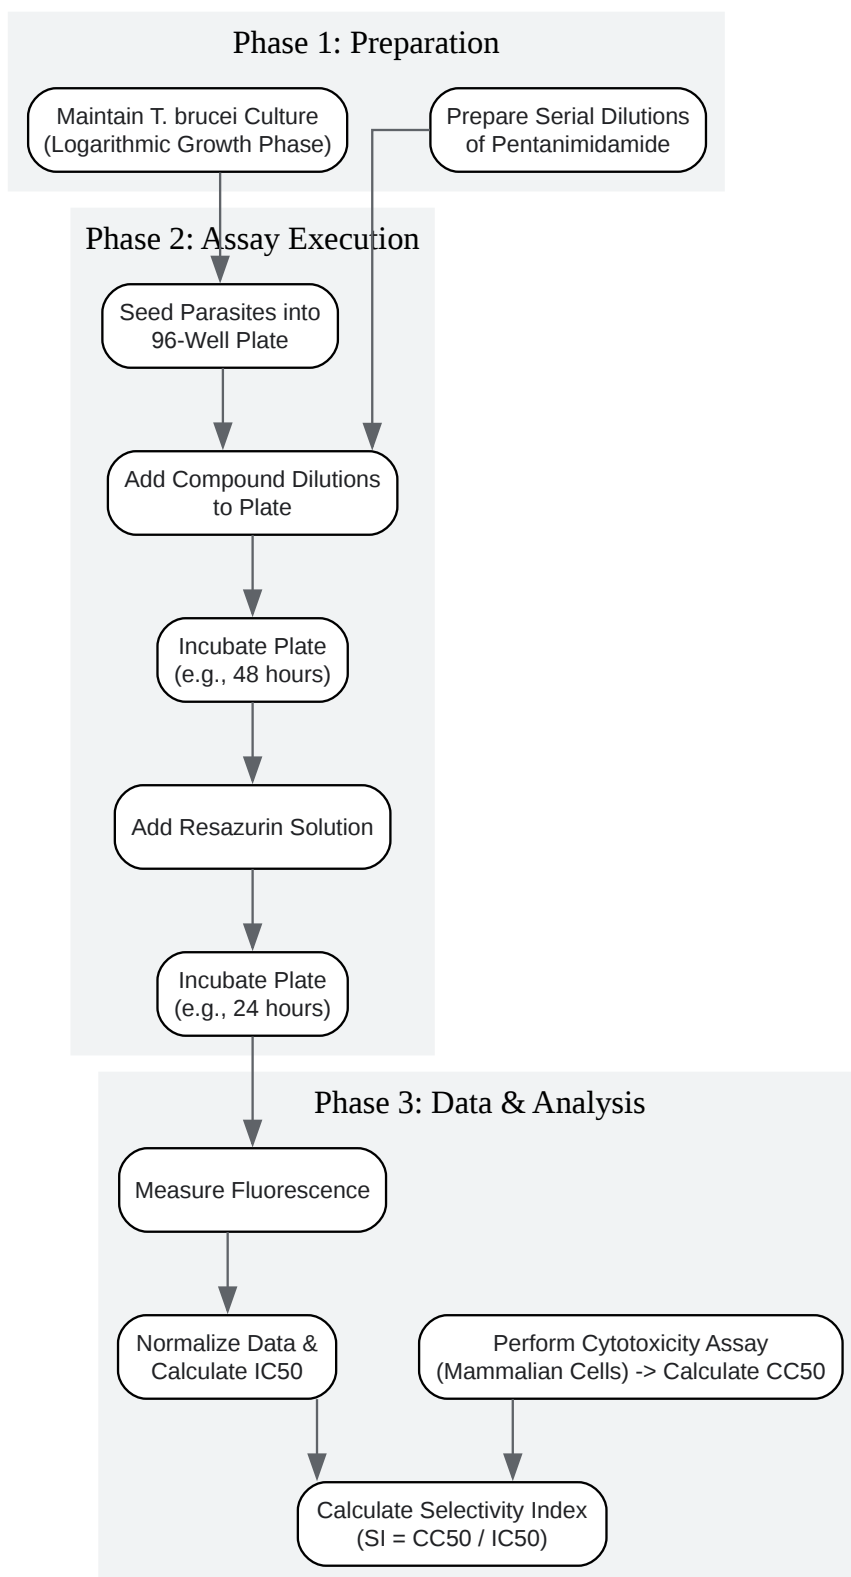 Phase 1: Preparation
Maintain T. brucei Culture
(Logarithmic Growth Phase)
Prepare Serial Dilutions
of Pentanimidamide
Phase 2: Assay Execution
Seed Parasites into
96-Well Plate
Add Compound Dilutions
to Plate
Incubate Plate
(e.g., 48 hours)
Add Resazurin Solution
Incubate Plate
(e.g., 24 hours)
Phase 3: Data & Analysis
Measure Fluorescence
Normalize Data &
Calculate IC50
Perform Cytotoxicity Assay
(Mammalian Cells) -> Calculate CC50
Calculate Selectivity Index
(SI = CC50 / IC50)